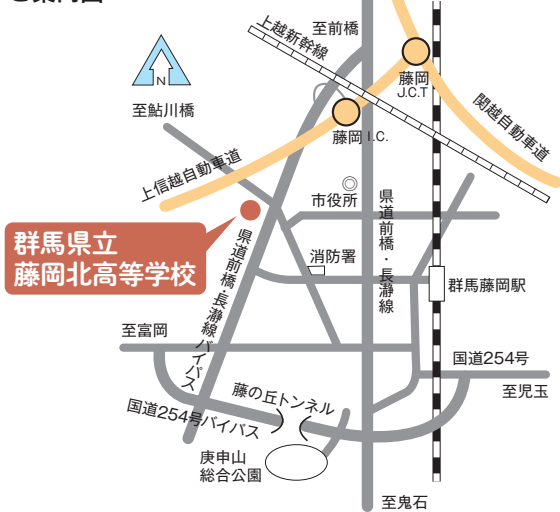 至前橋
上越新幹線
N
藤岡
J.C.T
至鮎川橋
藤岡 I.C.
関越自動車道
上信越自動車道
市役所
県道前橋・長瀞線
群馬県立
藤岡北高等学校
県道前橋・長瀞線バイパス
消防署
群馬藤岡駅
至富岡
国道254号
至児玉
藤の丘トンネル
国道254号バイパス
庚申山
総合公園
至鬼石